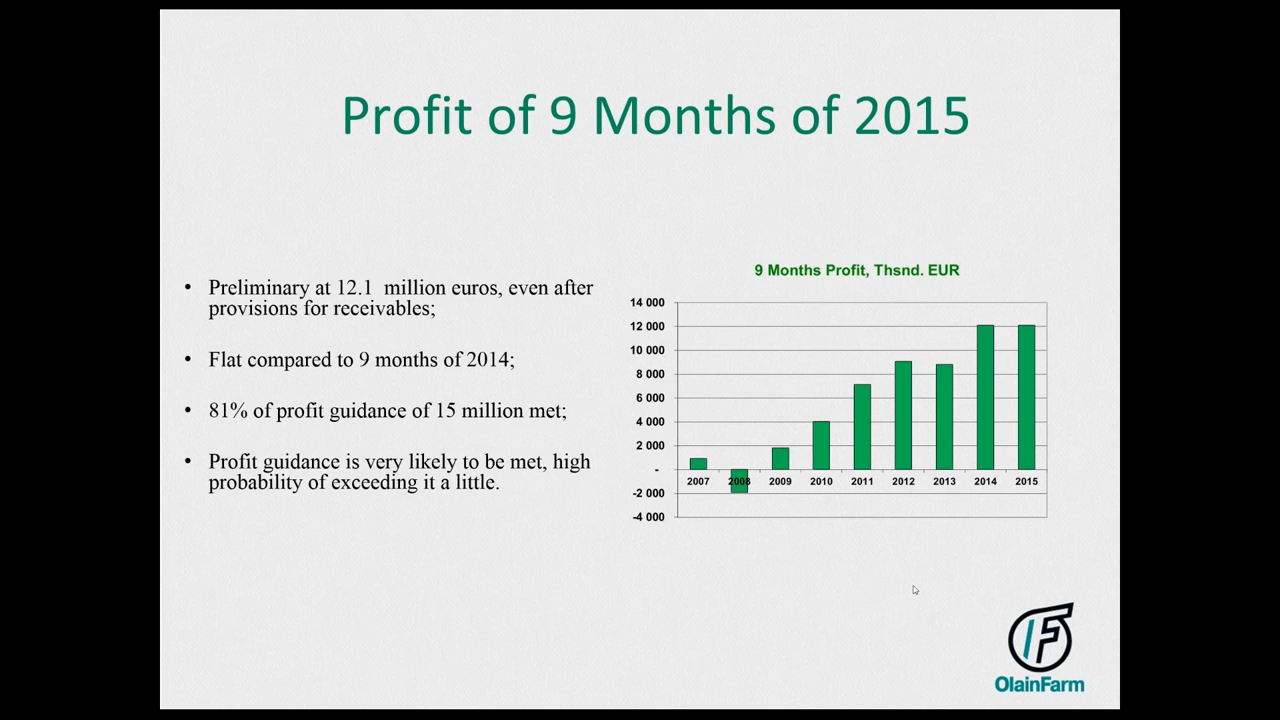 Profit of 9 Months of 2015
• Preliminary at 12.1  million euros, even after
provisions for receivables;
• Flat compared to 9 months of 2014;
• 81% of profit guidance of 15 million met;
• Profit guidance is very likely to be met, high
probability of exceeding it a little.
9 Months Profit, Thsnd. EUR
14 000
12 000
10 000
8 000
6 000
4 000
2 000
-
-2 000
-4 000
2007 2008 2009 2010 2011 2012 2013 2014 2015
OlainFarm